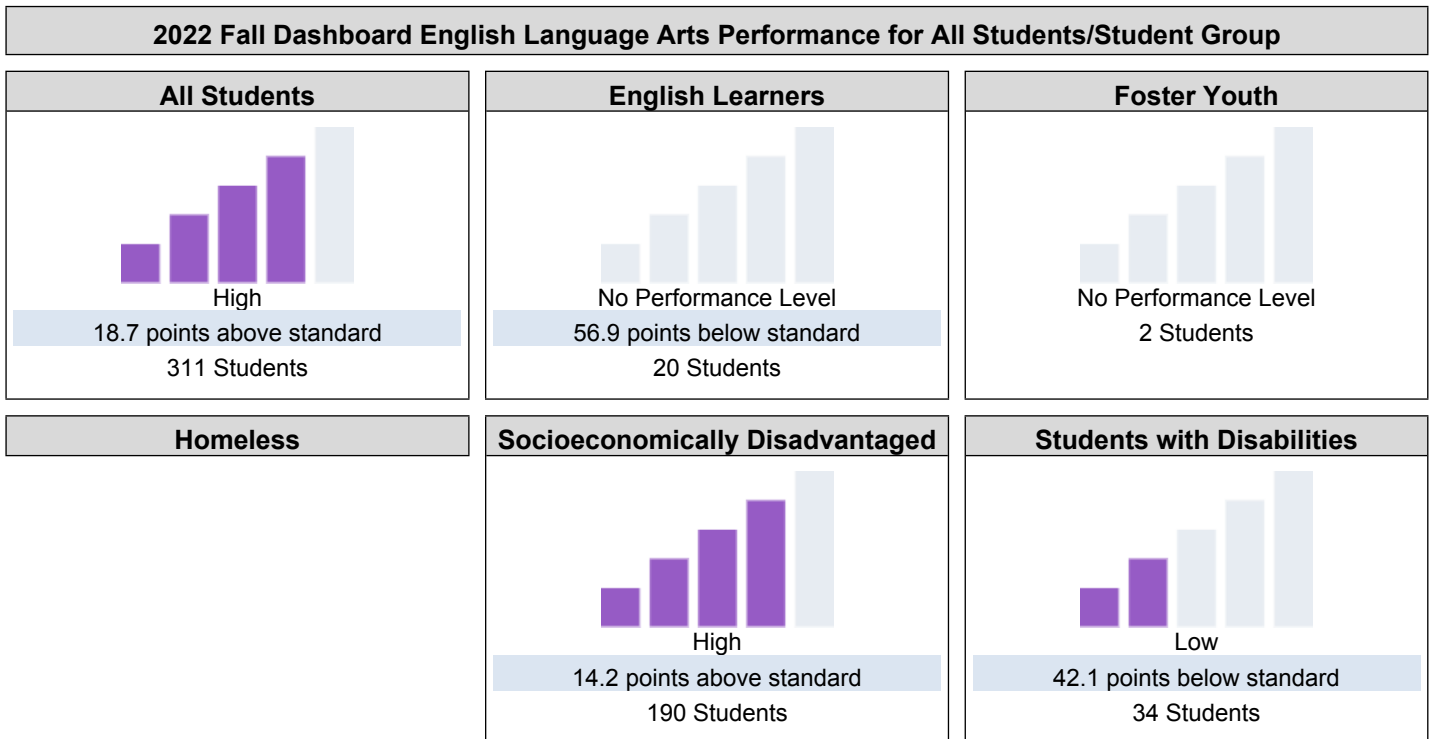 2022 Fall Dashboard English Language Arts Performance for All Students/Student Group
All Students
High
18.7 points above standard
311 Students
English Learners
No Performance Level
56.9 points below standard
20 Students
Foster Youth
No Performance Level
2 Students
Homeless
Socioeconomically Disadvantaged
High
14.2 points above standard
190 Students
Students with Disabilities
Low
42.1 points below standard
34 Students